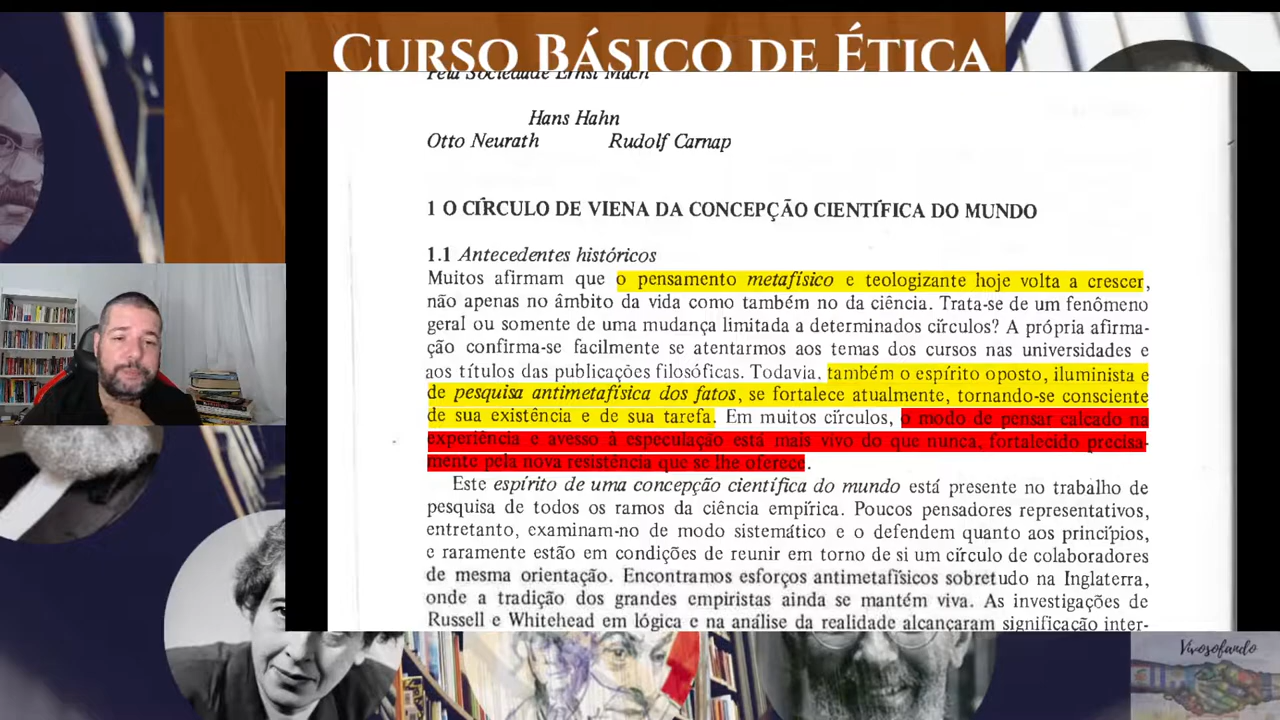 CURSO BÁSICO DE ÉTICA
Pela Sociedade Ernst Mach
Hans Hahn
Otto Neurath Rudolf Carnap
1 O CÍRCULO DE VIENA DA CONCEPÇÃO CIENTÍFICA DO MUNDO
1.1 Antecedentes históricos
Muitos afirmam que o pensamento metafísico e teologizante hoje volta a crescer,
não apenas no âmbito da vida como também no da ciência. Trata-se de um fenômeno
geral ou somente de uma mudança limitada a determinados círculos? A própria afirma-
ção confirma-se facilmente se atentarmos aos temas dos cursos nas universidades e
aos títulos das publicações filosóficas. Todavia, também o espírito oposto, iluminista e
de pesquisa antimetafísica dos fatos, se fortalece atualmente, tornando-se consciente
de sua existência e de sua tarefa. Em muitos círculos, o modo de pensar calcado na
experiência e avesso à especulação está mais vivo do que nunca, fortalecido precisa-
mente pela nova resistência que se lhe oferece.
Este espírito de uma concepção científica do mundo está presente no trabalho de
pesquisa de todos os ramos da ciência empírica. Poucos pensadores representativos,
entretanto, examinam-no de modo sistemático e o defendem quanto aos princípios,
e raramente estão em condições de reunir em torno de si um círculo de colaboradores
de mesma orientação. Encontramos esforços antimetafísicos sobretudo na Inglaterra,
onde a tradição dos grandes empiristas ainda se mantém viva. As investigações de
Russell e Whitehead em lógica e na análise da realidade alcançaram significação inter-
Vivosofando